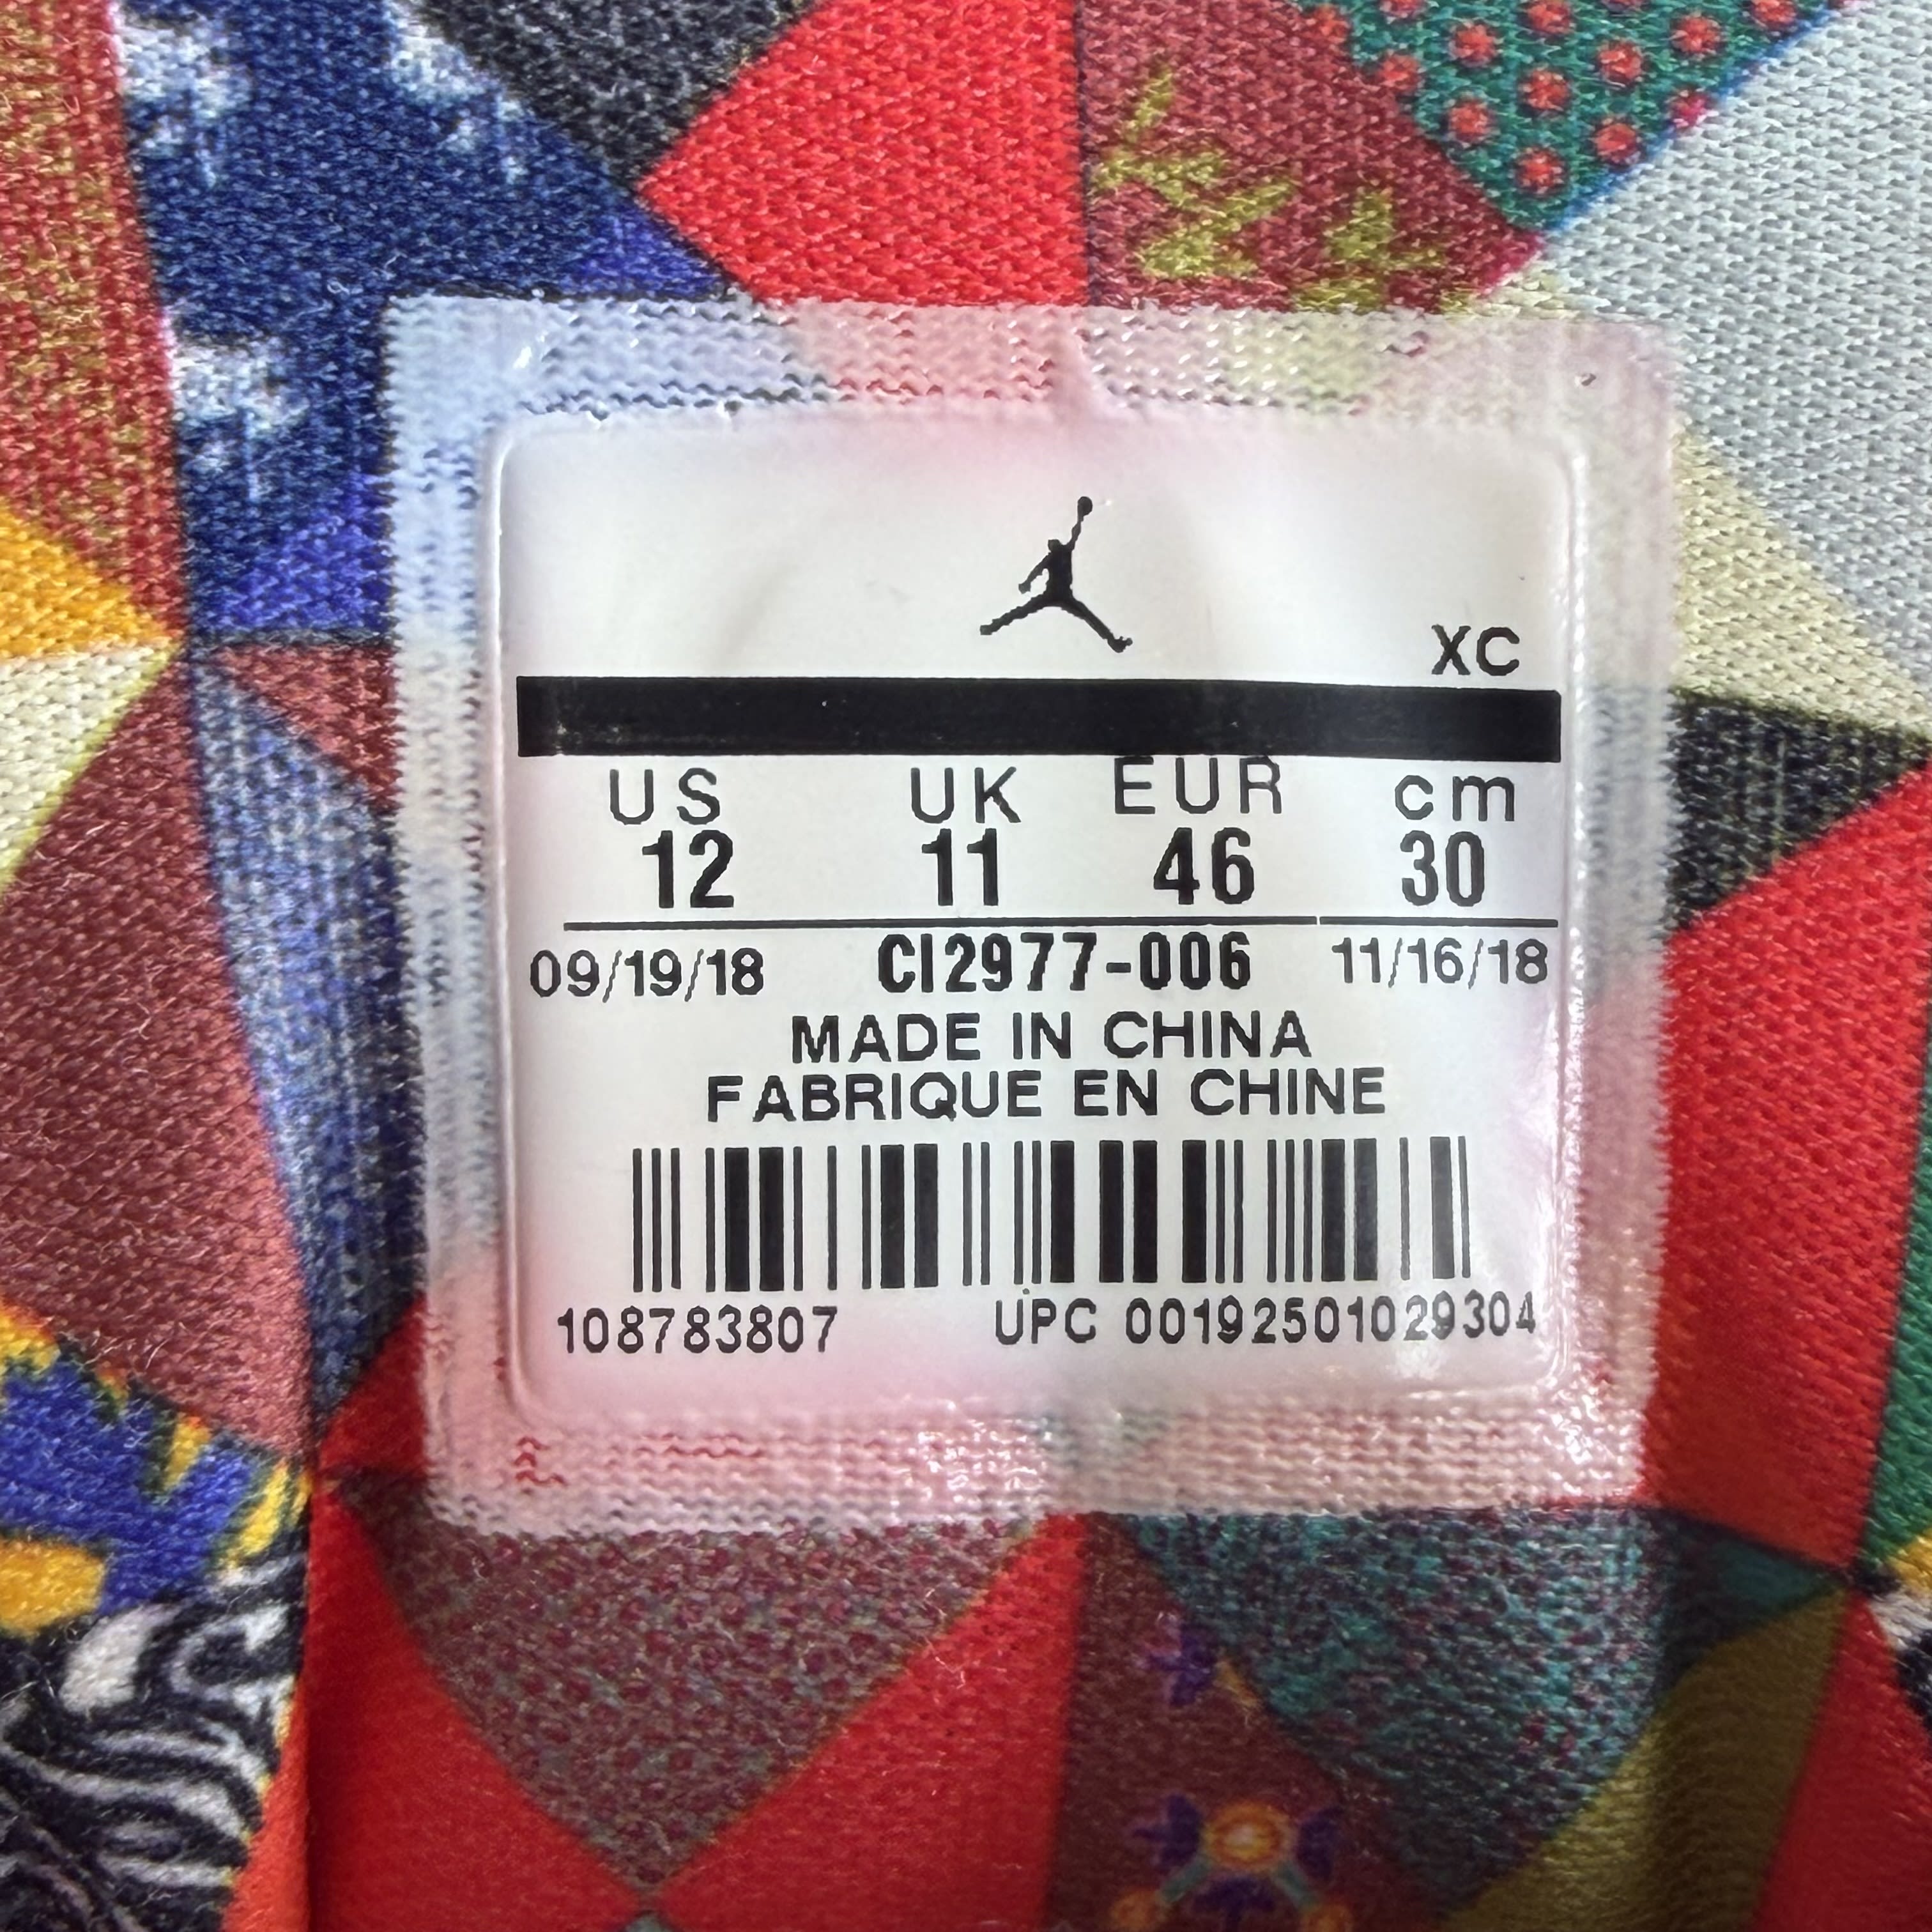 XC
US UK EUR cm
12 11 46 30
09/19/18 CI2977-006 11/16/18
MADE IN CHINA
FABRIQUE EN CHINE
108783807 UPC 00192501029304